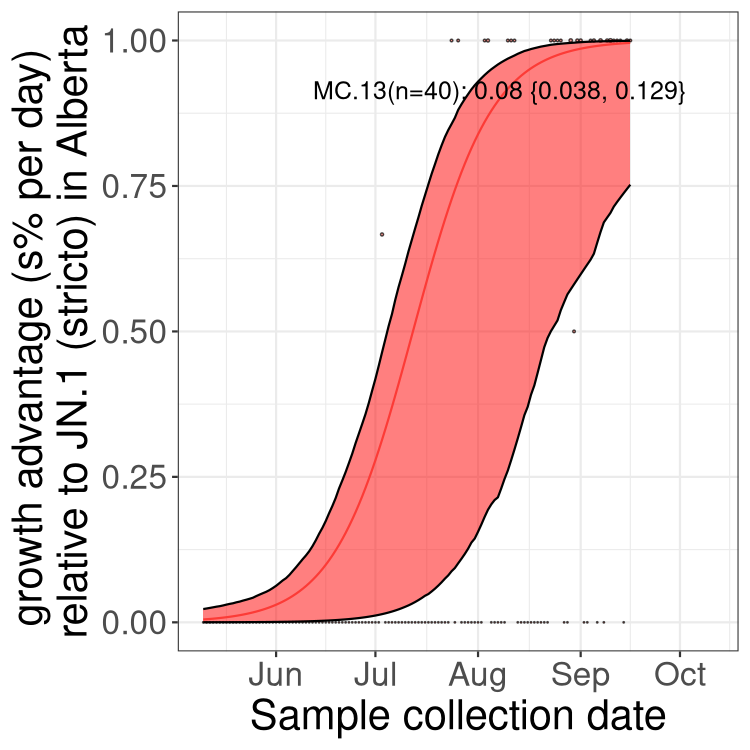 growth advantage (s% per day)
relative to JN.1 (stricto) in Alberta
1.00
0.75
0.50
0.25
0.00
MC.13(n=40); 0.08 {0.038, 0.129}
Jun Jul Aug Sep Oct
Sample collection date